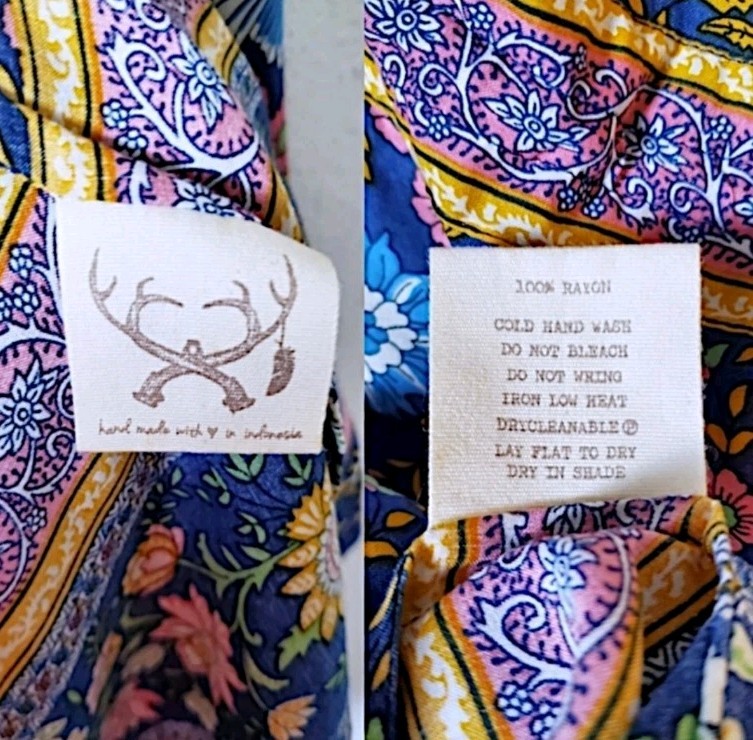 hand made with ♥ in indonesia
100% RAYON
COLD HAND WASH
DO NOT BLEACH
DO NOT WRING
IRON LOW HEAT
DRYCLEANABLE Ⓟ
LAY FLAT TO DRY
DRY IN SHADE